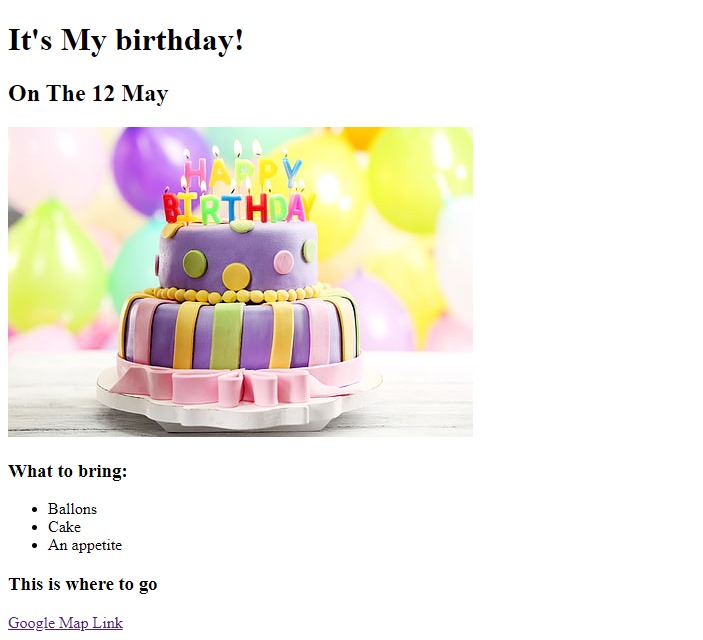 It's My birthday!
On The 12 May
HAPPY
BIRTHDAY
What to bring:
Ballons
Cake
An appetite
This is where to go
Google Map Link